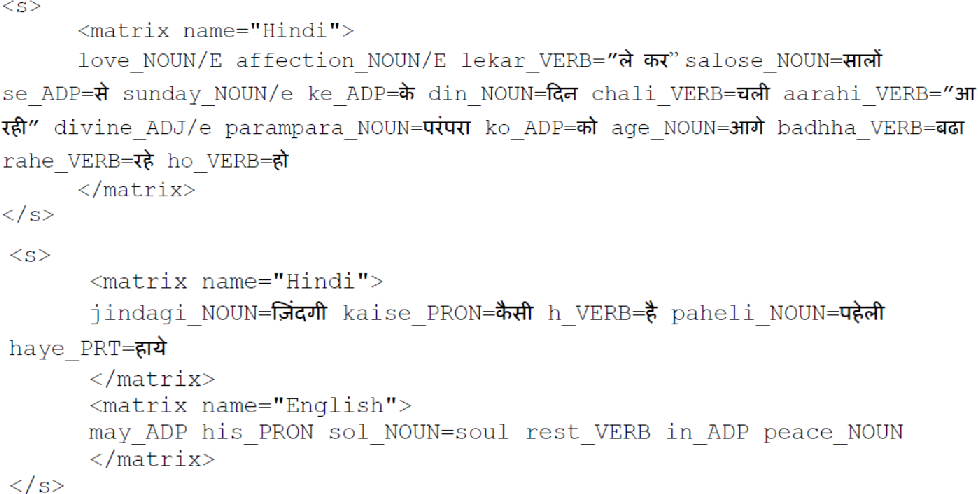 <s>
<matrix name="Hindi">
love_NOUN/E affection_NOUN/E lekar_VERB=”ले कर” salose_NOUN=सालों
se_ADP=से sunday_NOUN/e ke_ADP=के din_NOUN=दिन chali_VERB=चली aarahi_VERB=”आ
रही” divine_ADJ/e parampara_NOUN=परंपरा ko_ADP=को age_NOUN=आगे badhha_VERB=बढा
rahe_VERB=रहे ho_VERB=हो
</matrix>
</s>
<s>
<matrix name="Hindi">
jindagi_NOUN=ज़िंदगी kaise_PRON=कैसी h_VERB=है paheli_NOUN=पहेली
haye_PRT=हाये
</matrix>
<matrix name="English">
may_ADP his_PRON sol_NOUN=soul rest_VERB in_ADP peace_NOUN
</matrix>
</s>